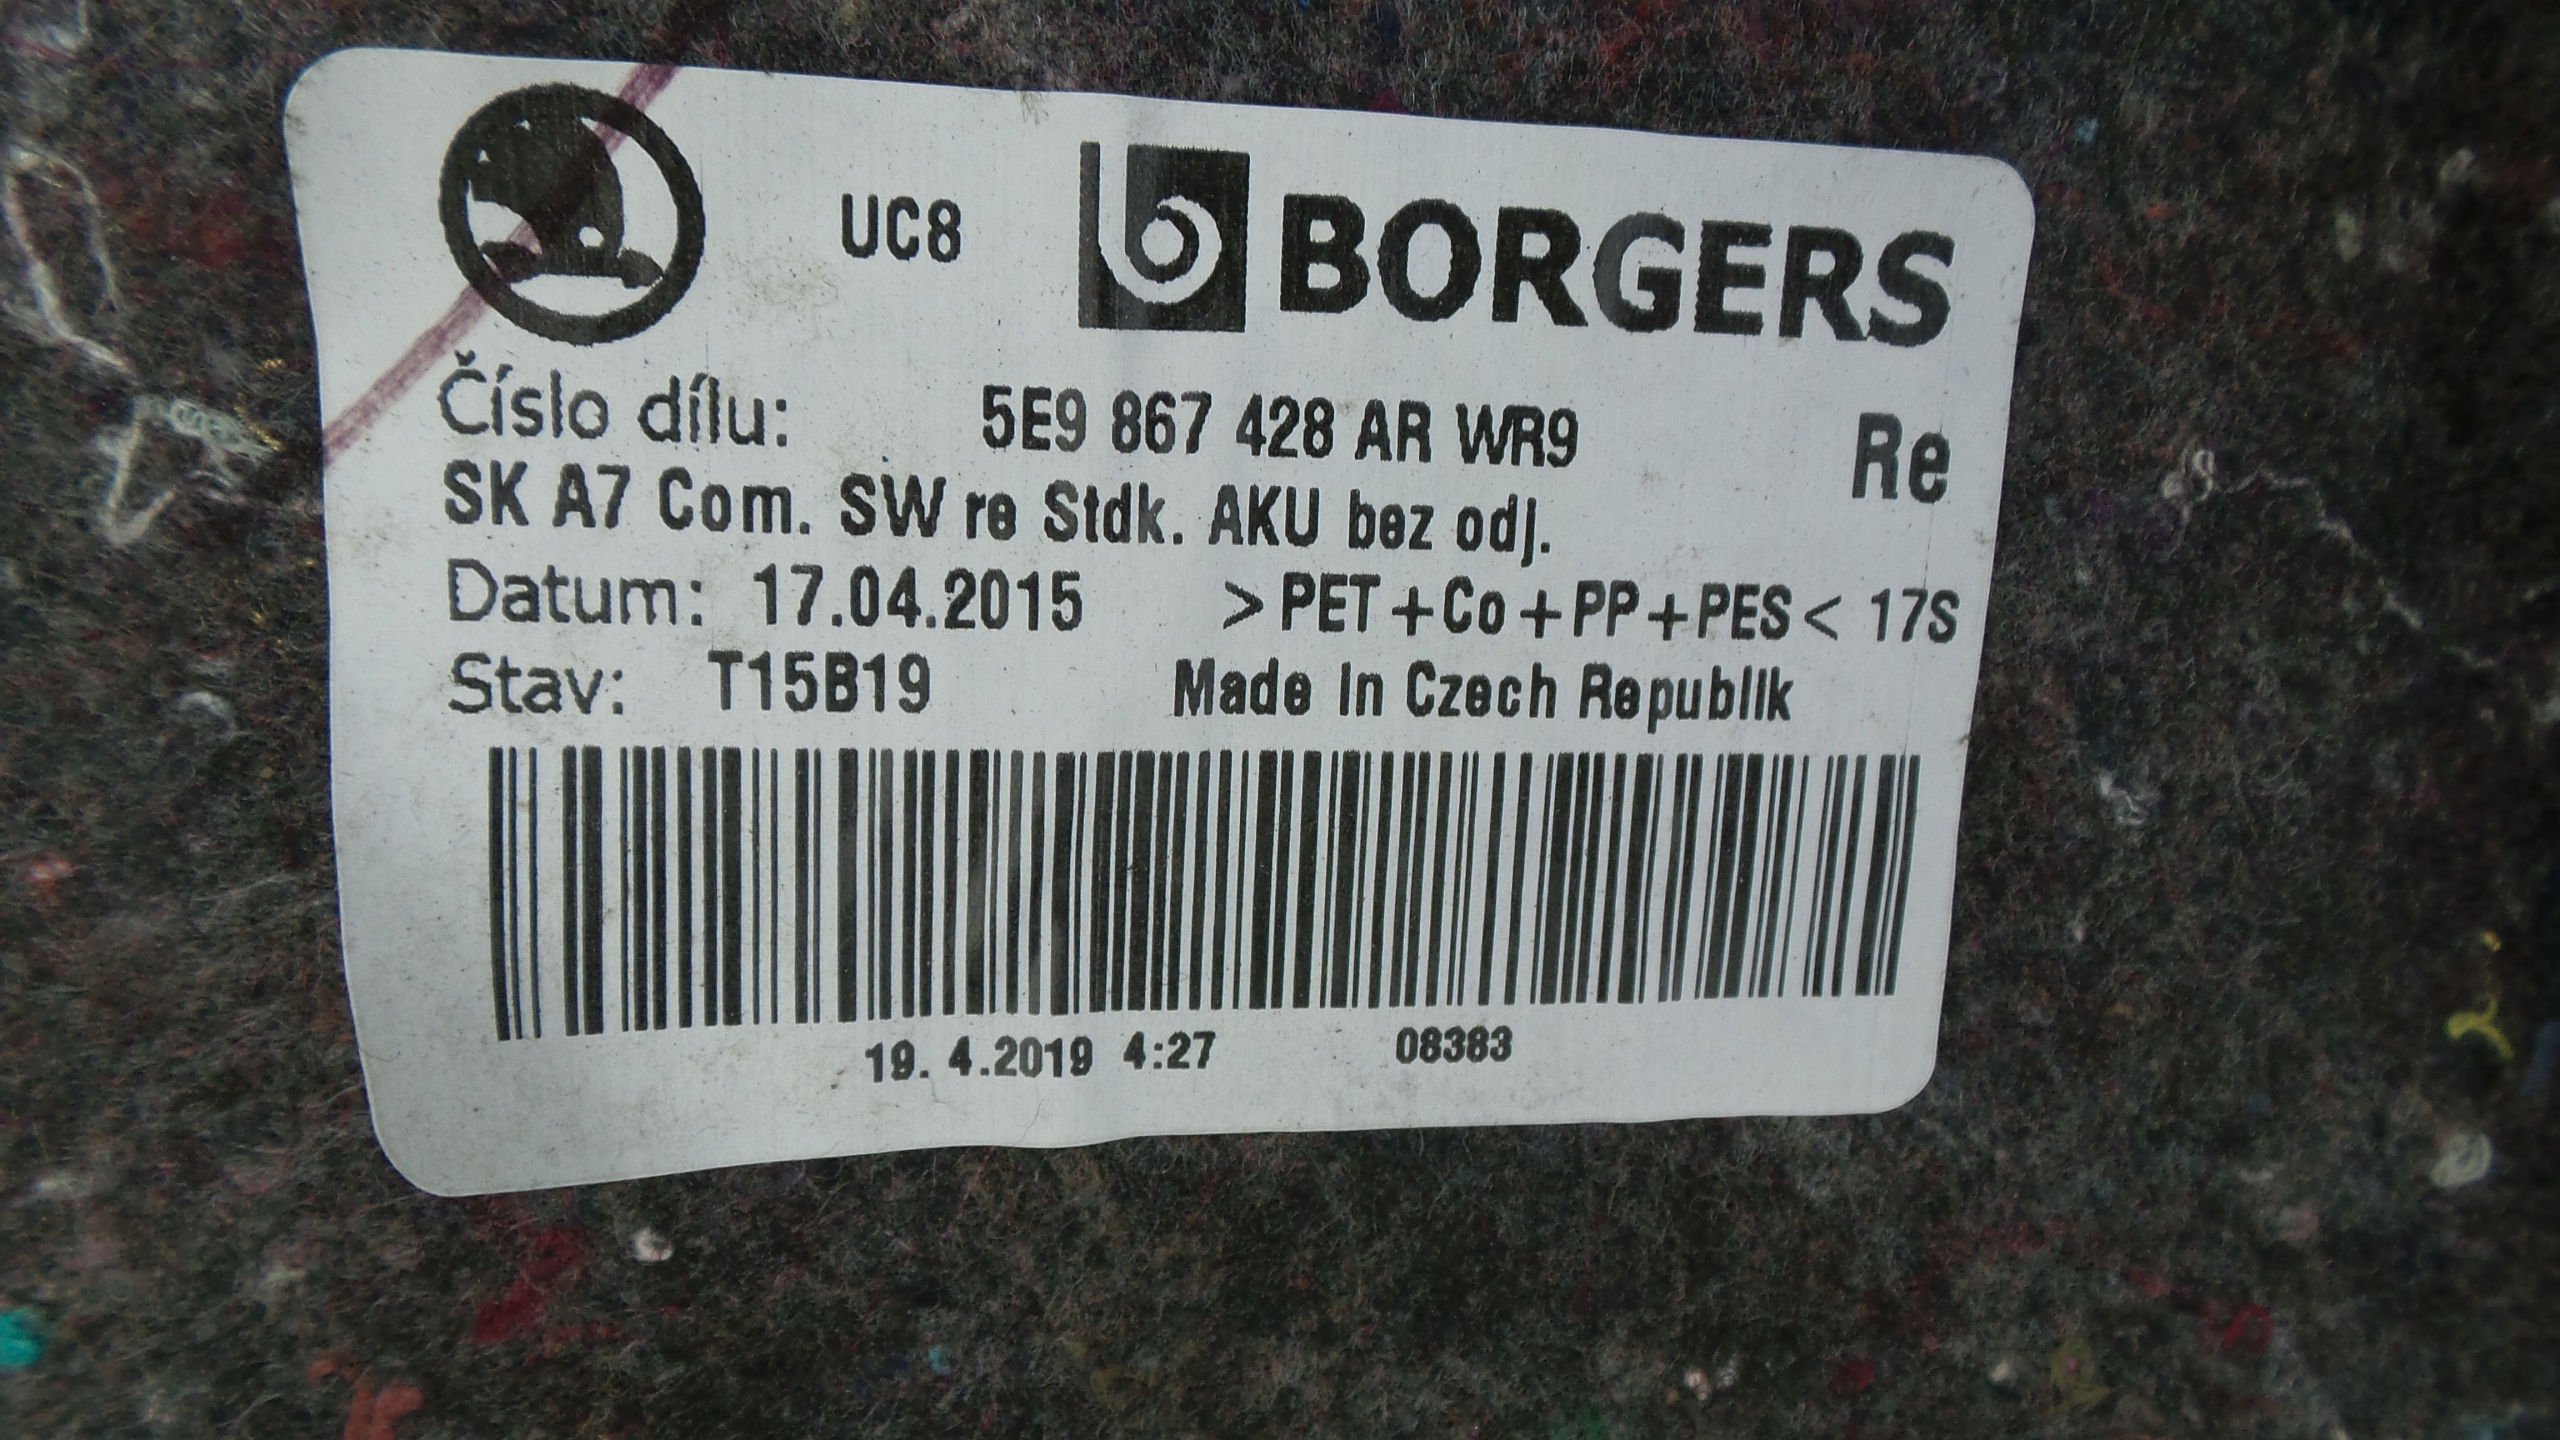 UC8 BORGERS
Číslo dílu: 5E9 867 428 AR WR9 Re
SK A7 Com. SW re Stdk. AKU bez odj.
Datum: 17.04.2015 >PET+Co+PP+PES< 17S
Stav: T15B19 Made in Czech Republik
19. 4.2019 4:27 08383